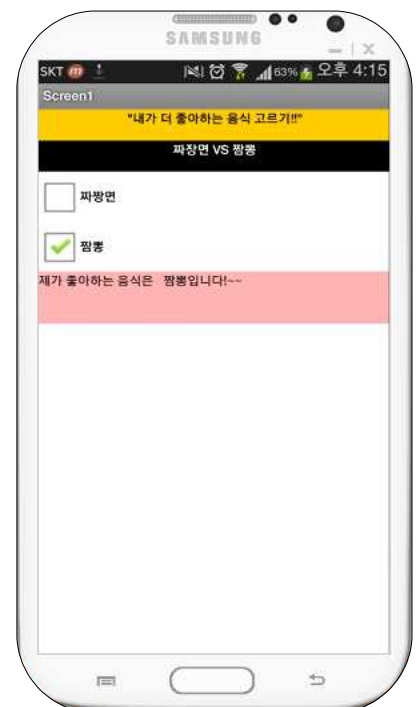 SAMSUNG
SKT m 63% 오후 4:15
Screen1
"내가 더 좋아하는 음식 고르기!!"
짜장면 VS 짬뽕
짜짱면
짬뽕
제가 좋아하는 음식은 짬뽕입니다!~~